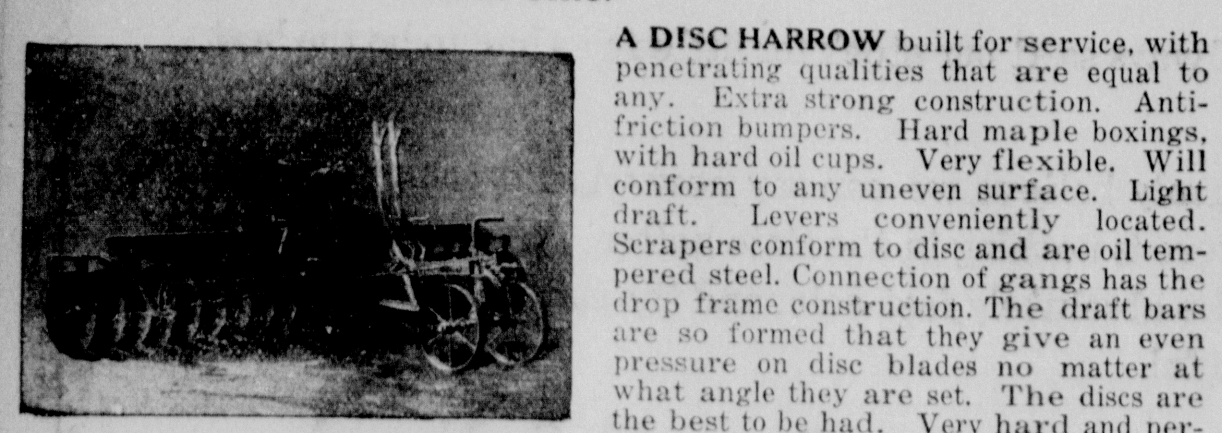 A DISC HARROW built for service, with
penetrating qualities that are equal to
any. Extra strong construction. Anti-
friction bumpers. Hard maple boxings,
with hard oil cups. Very flexible. Will
conform to any uneven surface. Light
draft. Levers conveniently located.
Scrapers conform to disc and are oil tem-
pered steel. Connection of gangs has the
drop frame construction. The draft bars
are so formed that they give an even
pressure on disc blades no matter at
what angle they are set. The discs are
the best to be had. Very hard and per-